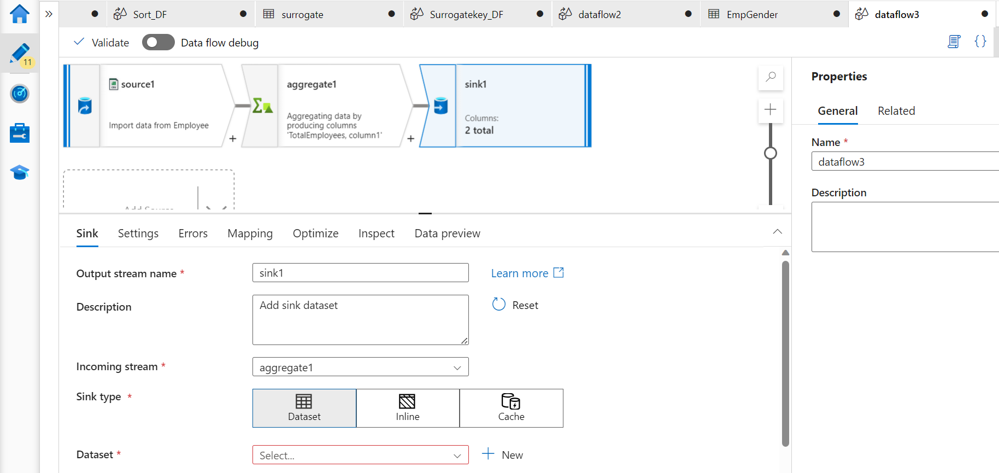 Sort_DF
surrogate
Surrogatekey_DF
dataflow2
EmpGender
dataflow3
Validate
Data flow debug
11
source1
Import data from Employee
+
aggregate1
Aggregating data by
producing columns
'TotalEmployees, column1'
+
sink1
Columns:
2 total
Add Source
Properties
General Related
Name *
dataflow3
Description
Sink Settings Errors Mapping Optimize Inspect Data preview
Output stream name * sink1 Learn more
Description Add sink dataset Reset
Incoming stream * aggregate1
Sink type * Dataset Inline Cache
Dataset * Select... + New